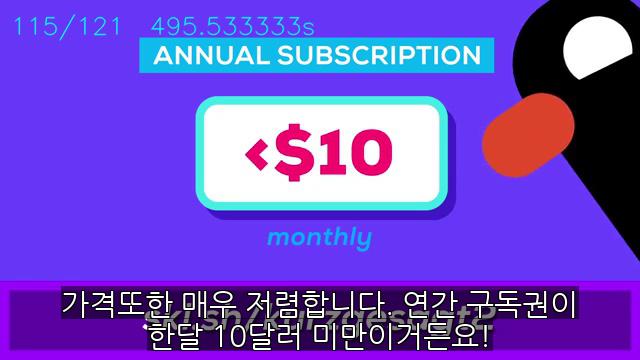 115/121 495.533333s
ANNUAL SUBSCRIPTION
<$10
monthly
가격또한 매우 저렴합니다. 연간 구독권이
한달 10달러 미만이거든요!